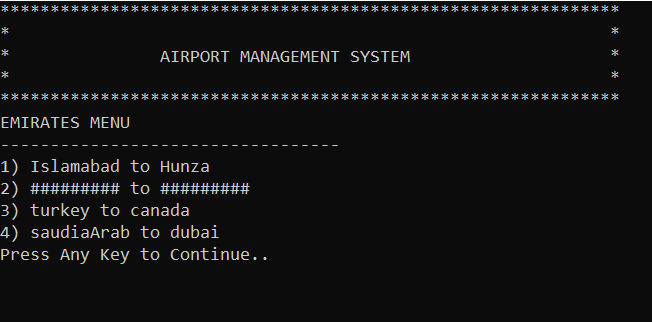 **************************************************************
*                                                            *
*               AIRPORT MANAGEMENT SYSTEM                    *
*                                                            *
**************************************************************
EMIRATES MENU
----------------------------------
1) Islamabad to Hunza
2) ######### to #########
3) turkey to canada
4) saudiaArab to dubai
Press Any Key to Continue..